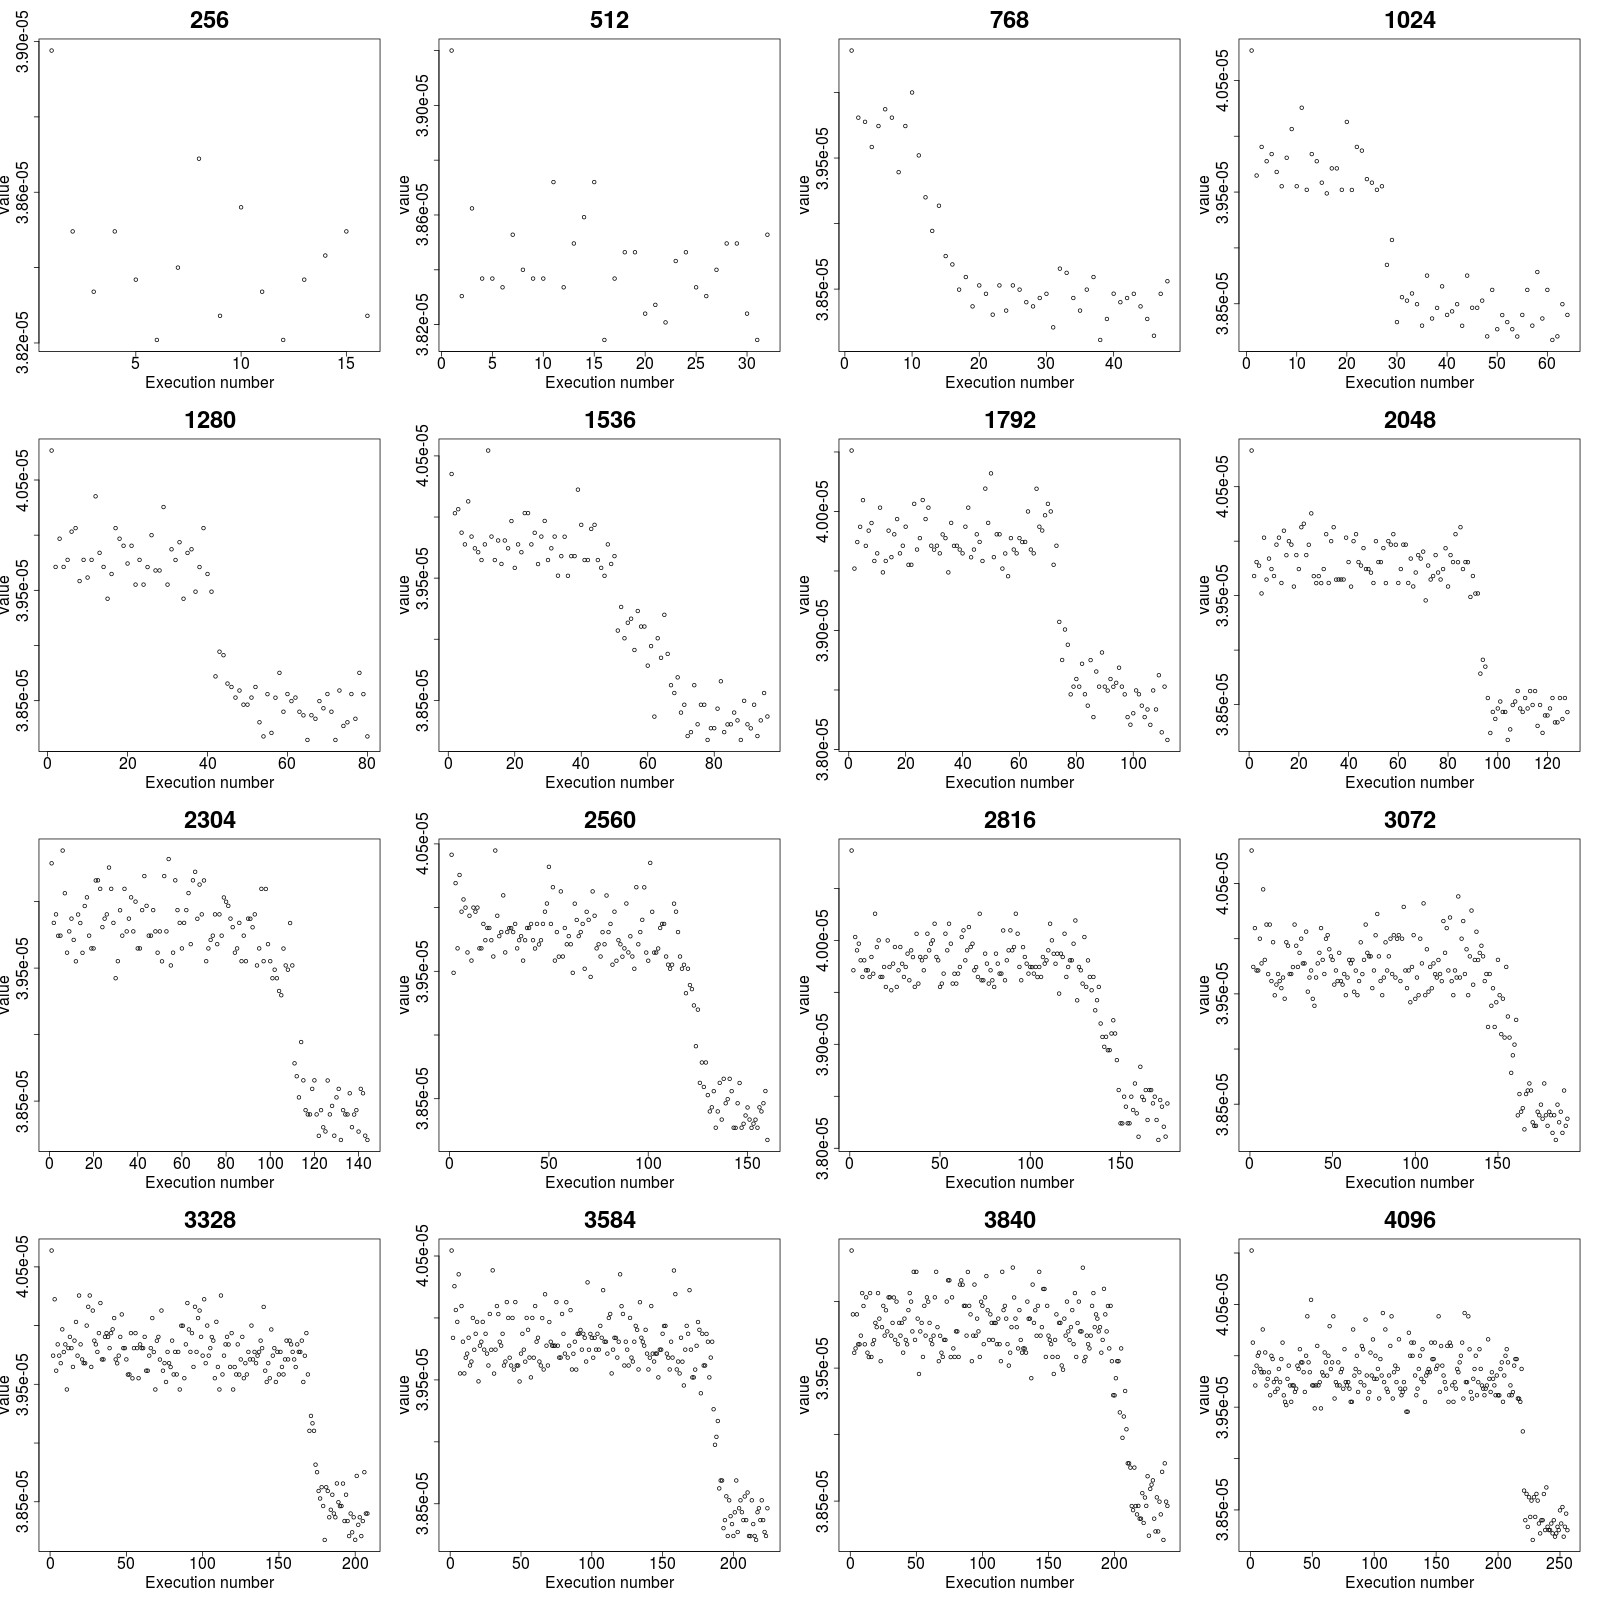 256
3.90e-05
3.86e-05
3.82e-05
value
5 10 15
Execution number
512
3.90e-05
3.86e-05
3.82e-05
value
0 5 10 15 20 25 30
Execution number
768
3.95e-05
3.85e-05
value
0 10 20 30 40
Execution number
1024
4.05e-05
3.95e-05
3.85e-05
value
0 10 20 30 40 50 60
Execution number
1280
4.05e-05
3.95e-05
3.85e-05
value
0 20 40 60 80
Execution number
1536
4.05e-05
3.95e-05
3.85e-05
value
0 20 40 60 80
Execution number
1792
4.00e-05
3.90e-05
3.80e-05
value
0 20 40 60 80 100
Execution number
2048
4.05e-05
3.95e-05
3.85e-05
value
0 20 40 60 80 100 120
Execution number
2304
3.95e-05
3.85e-05
value
0 20 40 60 80 100 120 140
Execution number
2560
4.05e-05
3.95e-05
3.85e-05
value
0 50 100 150
Execution number
2816
4.00e-05
3.90e-05
3.80e-05
value
0 50 100 150
Execution number
3072
4.05e-05
3.95e-05
3.85e-05
value
0 50 100 150
Execution number
3328
4.05e-05
3.95e-05
3.85e-05
value
0 50 100 150 200
Execution number
3584
4.05e-05
3.95e-05
3.85e-05
value
0 50 100 150 200
Execution number
3840
3.95e-05
3.85e-05
value
0 50 100 150 200
Execution number
4096
4.05e-05
3.95e-05
3.85e-05
value
0 50 100 150 200 250
Execution number